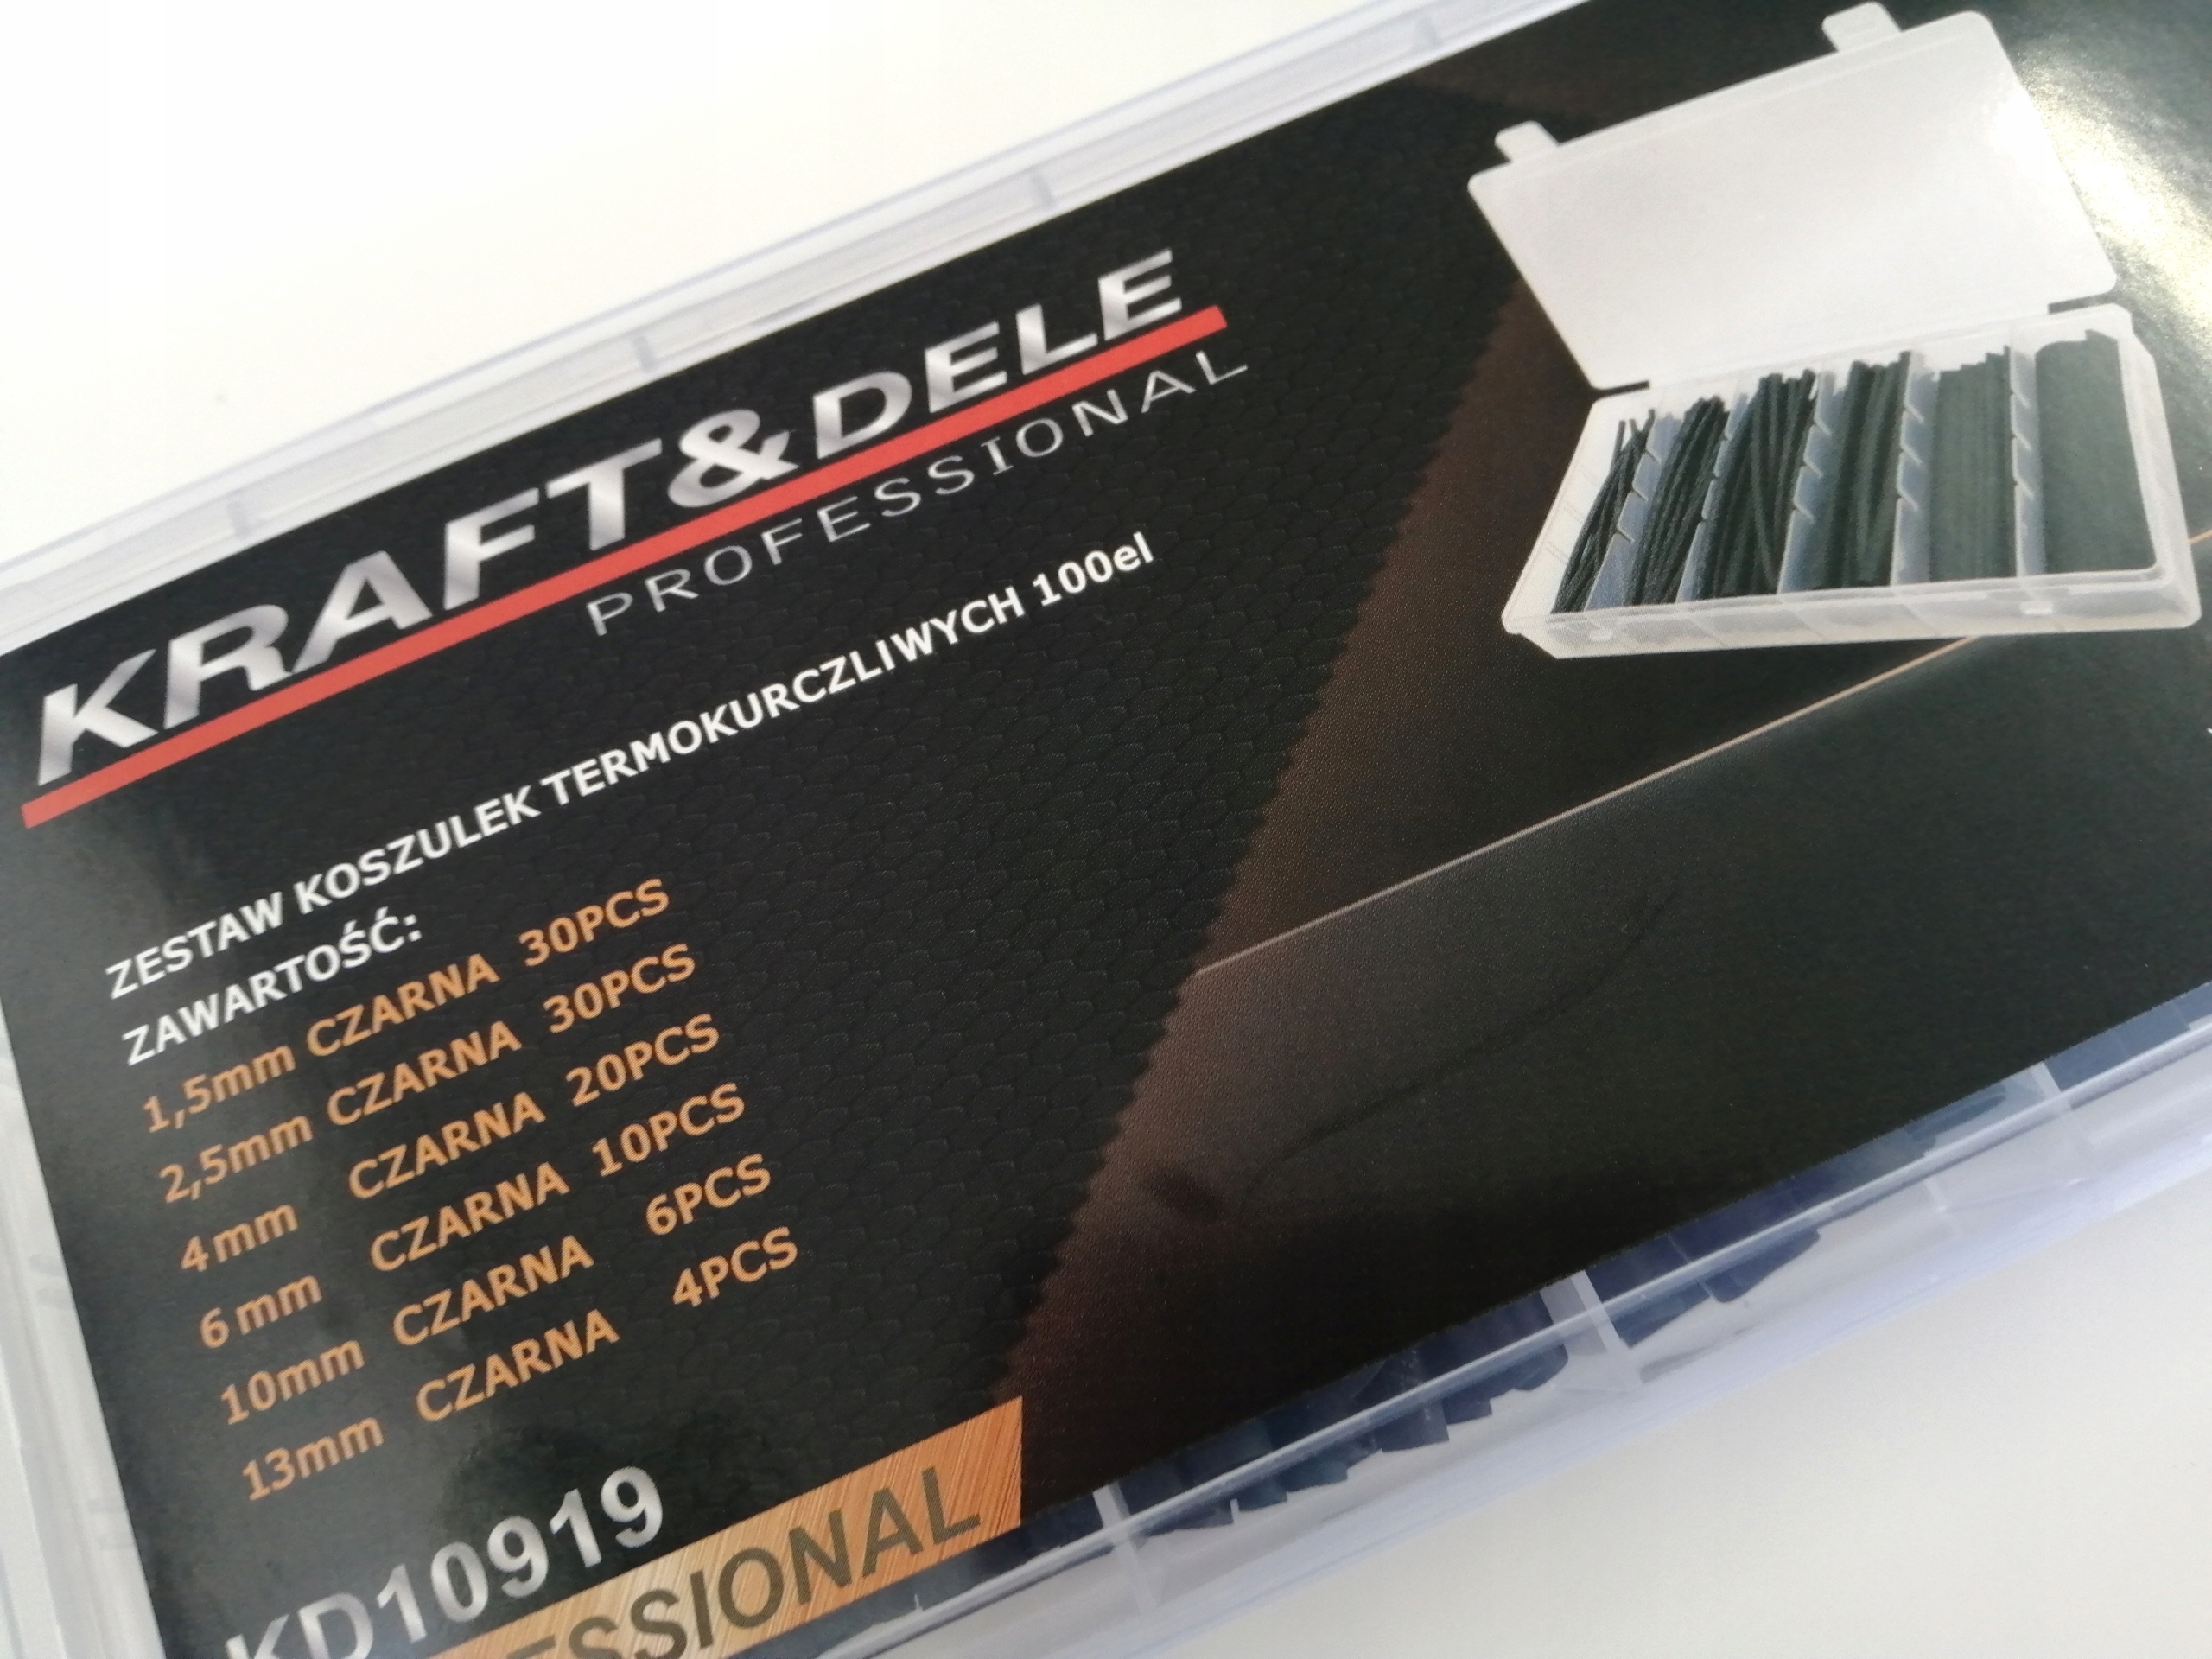 KRAFT&DELE
PROFESSIONAL
ZESTAW KOSZULEK TERMOKURCZLIWYCH 100el
ZAWARTOŚĆ:
1,5mm CZARNA 30PCS
2,5mm CZARNA 30PCS
4mm CZARNA 20PCS
6mm CZARNA 10PCS
10mm CZARNA 6PCS
13mm CZARNA 4PCS
KD10919
ESSIONAL